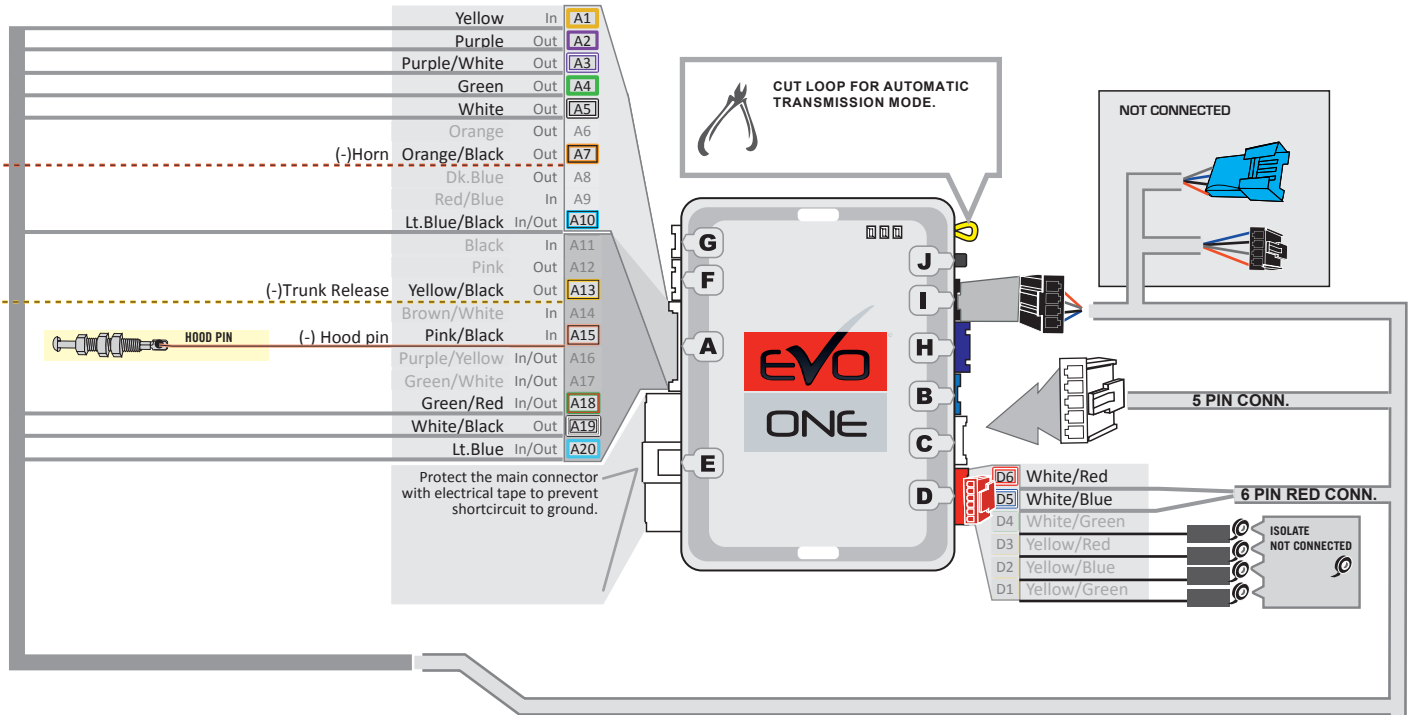 Yellow In A1
Purple Out A2
Purple/White Out A3
Green Out A4
White Out A5
Orange Out A6
(-)Horn Orange/Black Out A7
Dk.Blue Out A8
Red/Blue In A9
Lt.Blue/Black In/Out A10
Black In A11
Pink Out A12
(-)Trunk Release Yellow/Black Out A13
Brown/White In A14
HOOD PIN (-) Hood pin Pink/Black In A15
Purple/Yellow In/Out A16
Green/White In/Out A17
Green/Red In/Out A18
White/Black Out A19
Lt.Blue In/Out A20
Protect the main connector
with electrical tape to prevent
shortcircuit to ground.
CUT LOOP FOR AUTOMATIC
TRANSMISSION MODE.
G
F
A
E
J
I
H
B
C
D
EVO
ONE
NOT CONNECTED
5 PIN CONN.
D6 White/Red
D5 White/Blue
D4 White/Green
D3 Yellow/Red
D2 Yellow/Blue
D1 Yellow/Green
6 PIN RED CONN.
ISOLATE
NOT CONNECTED